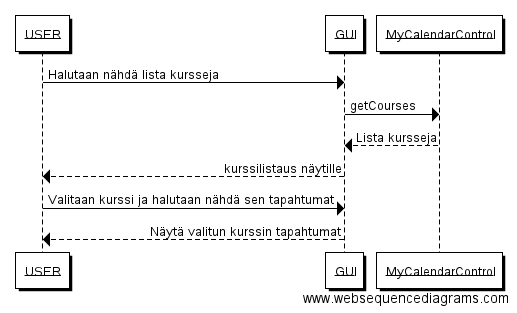 USER
GUI
MyCalendarControl
Halutaan nähdä lista kursseja
getCourses
Lista kursseja
kurssilistaus näytille
Valitaan kurssi ja halutaan nähdä sen tapahtumat
Näytä valitun kurssin tapahtumat
USER
GUI
MyCalendarControl
www.websequencediagrams.com